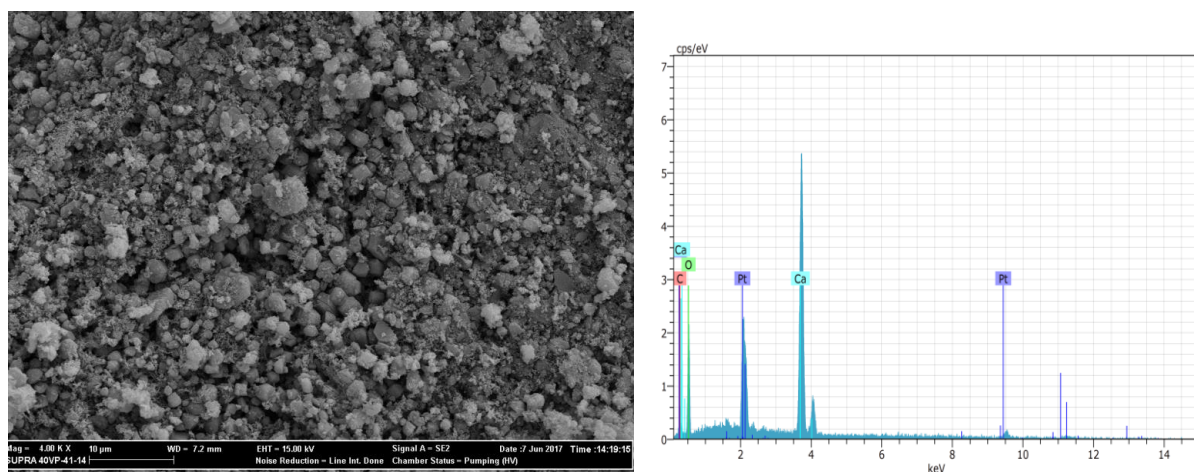 dag = 4.00 K X 10 µm WD = 7.2 mm EHT = 15.00 kV Signal A = SE2 Date :7 Jun 2017 Time :14:19:15
SUPRA 40VP-41-14 Noise Reduction = Line Int. Done Chamber Status = Pumping (HV)
cps/eV
7
6
5
4
3
2
1
0
Ca
O
C
Pt
Ca
Pt
2
4
6
8
10
12
14
keV